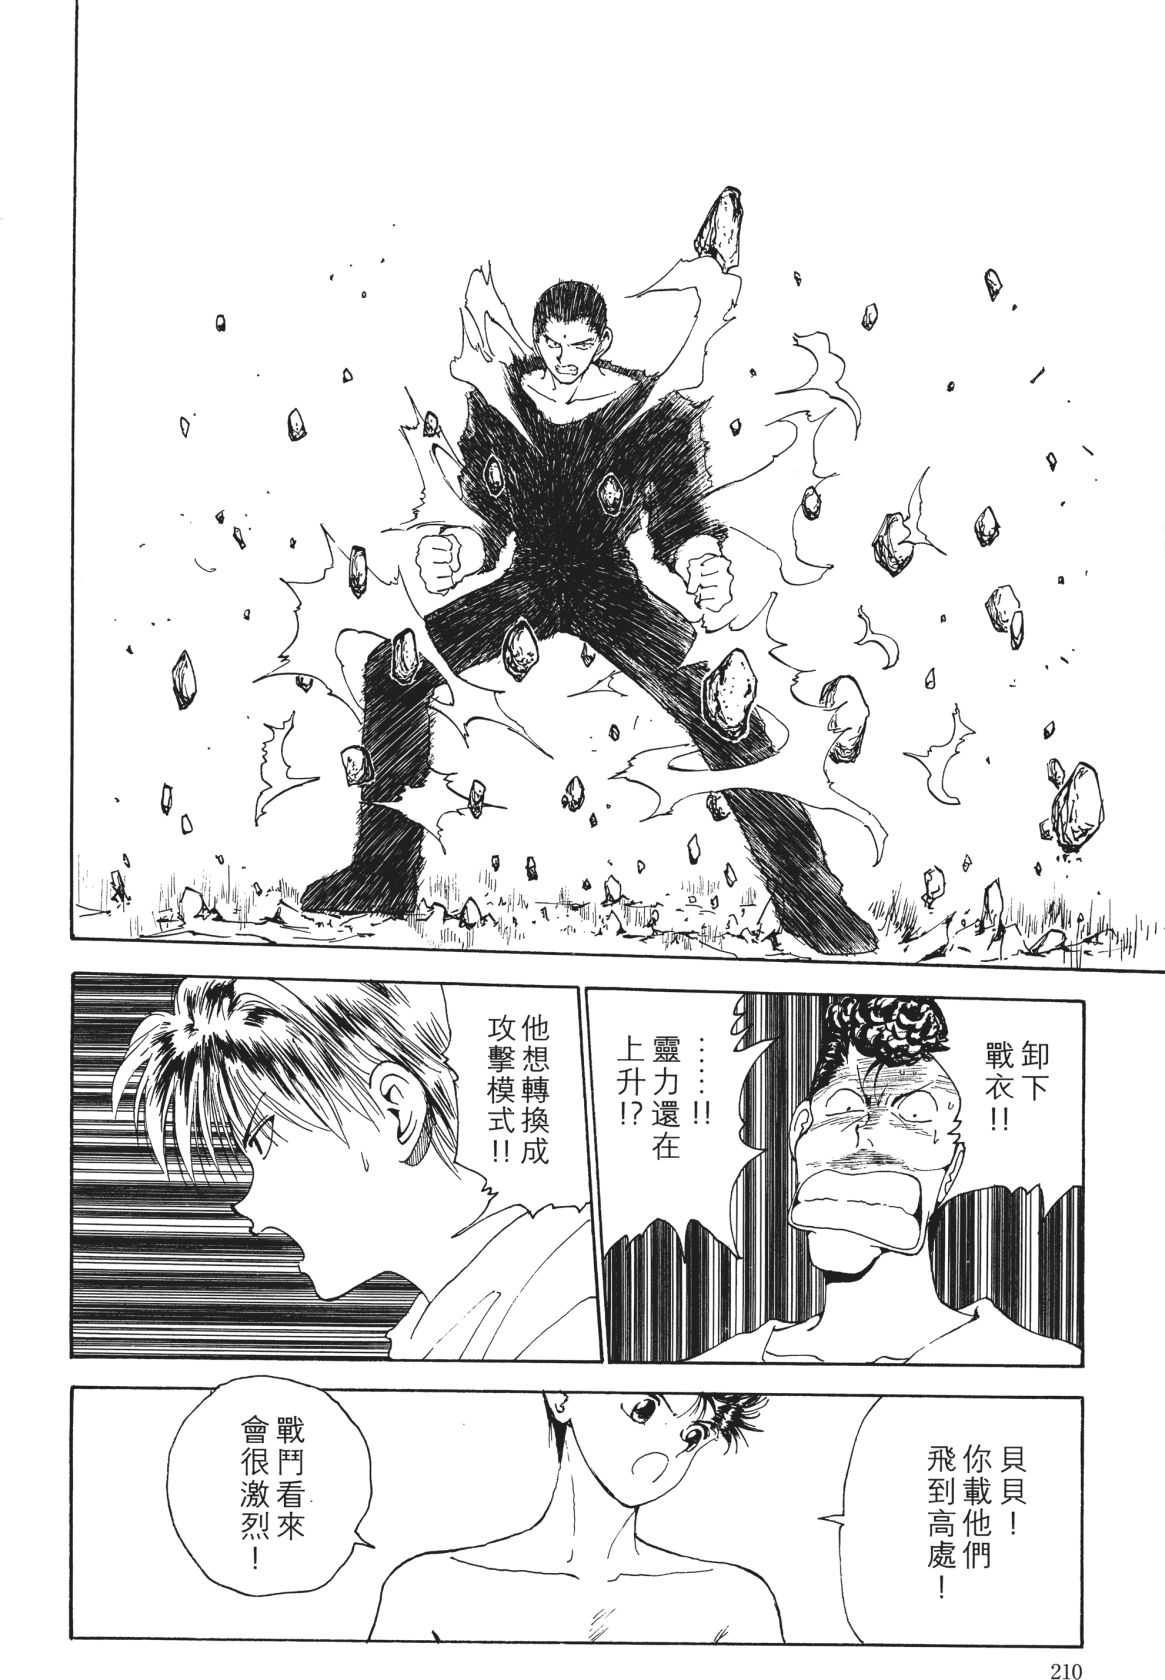 卸下
戰衣!!
……!!
靈力還在
上升!?
他想轉換成
攻擊模式!!
貝貝！
你載他們
飛到高處！
戰鬥看來
會很激烈！
210